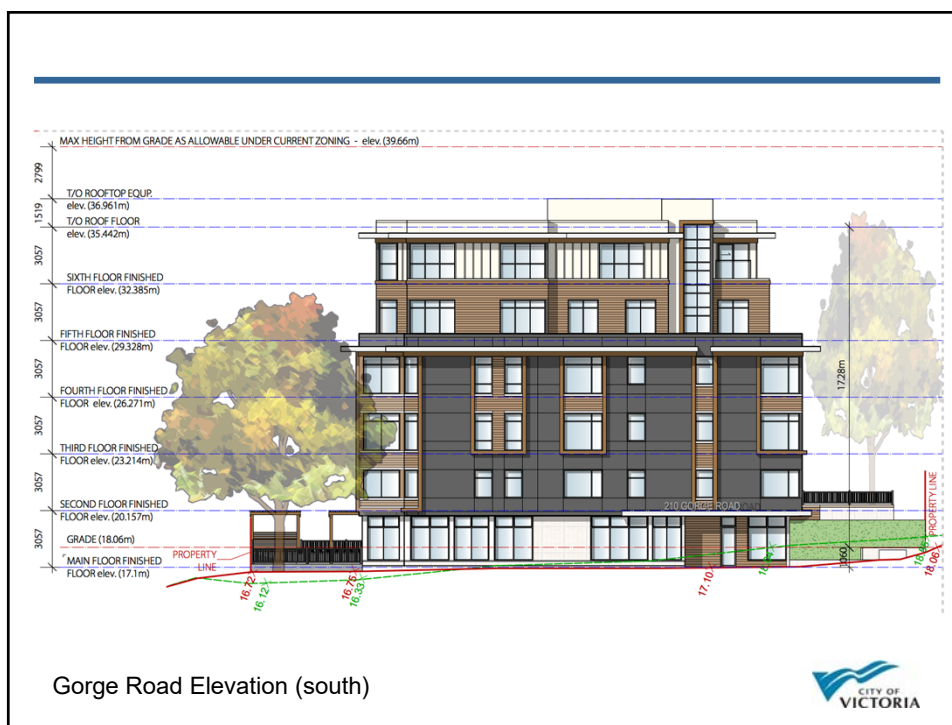 MAX HEIGHT FROM GRADE AS ALLOWABLE UNDER CURRENT ZONING - elev. (39.66m)
2799
T/O ROOFTOP EQUP.
elev. (36.961m)
1519
T/O ROOF FLOOR
elev. (35.442m)
3057
SIXTH FLOOR FINISHED
FLOOR elev. (32.385m)
3057
FIFTH FLOOR FINISHED
FLOOR elev. (29.328m)
3057
FOURTH FLOOR FINISHED
FLOOR elev. (26.271m)
3057
THIRD FLOOR FINISHED
FLOOR elev. (23.214m)
3057
SECOND FLOOR FINISHED
FLOOR elev. (20.157m)
3057
GRADE (18.06m)
MAIN FLOOR FINISHED
FLOOR elev. (17.1m)
PROPERTY
LINE
210 GORGE ROAD
17.28m
1060
PROPERTY LINE
16.72
16.12
16.75
16.33
17.10
18.06
Gorge Road Elevation (south)
CITY OF
VICTORIA